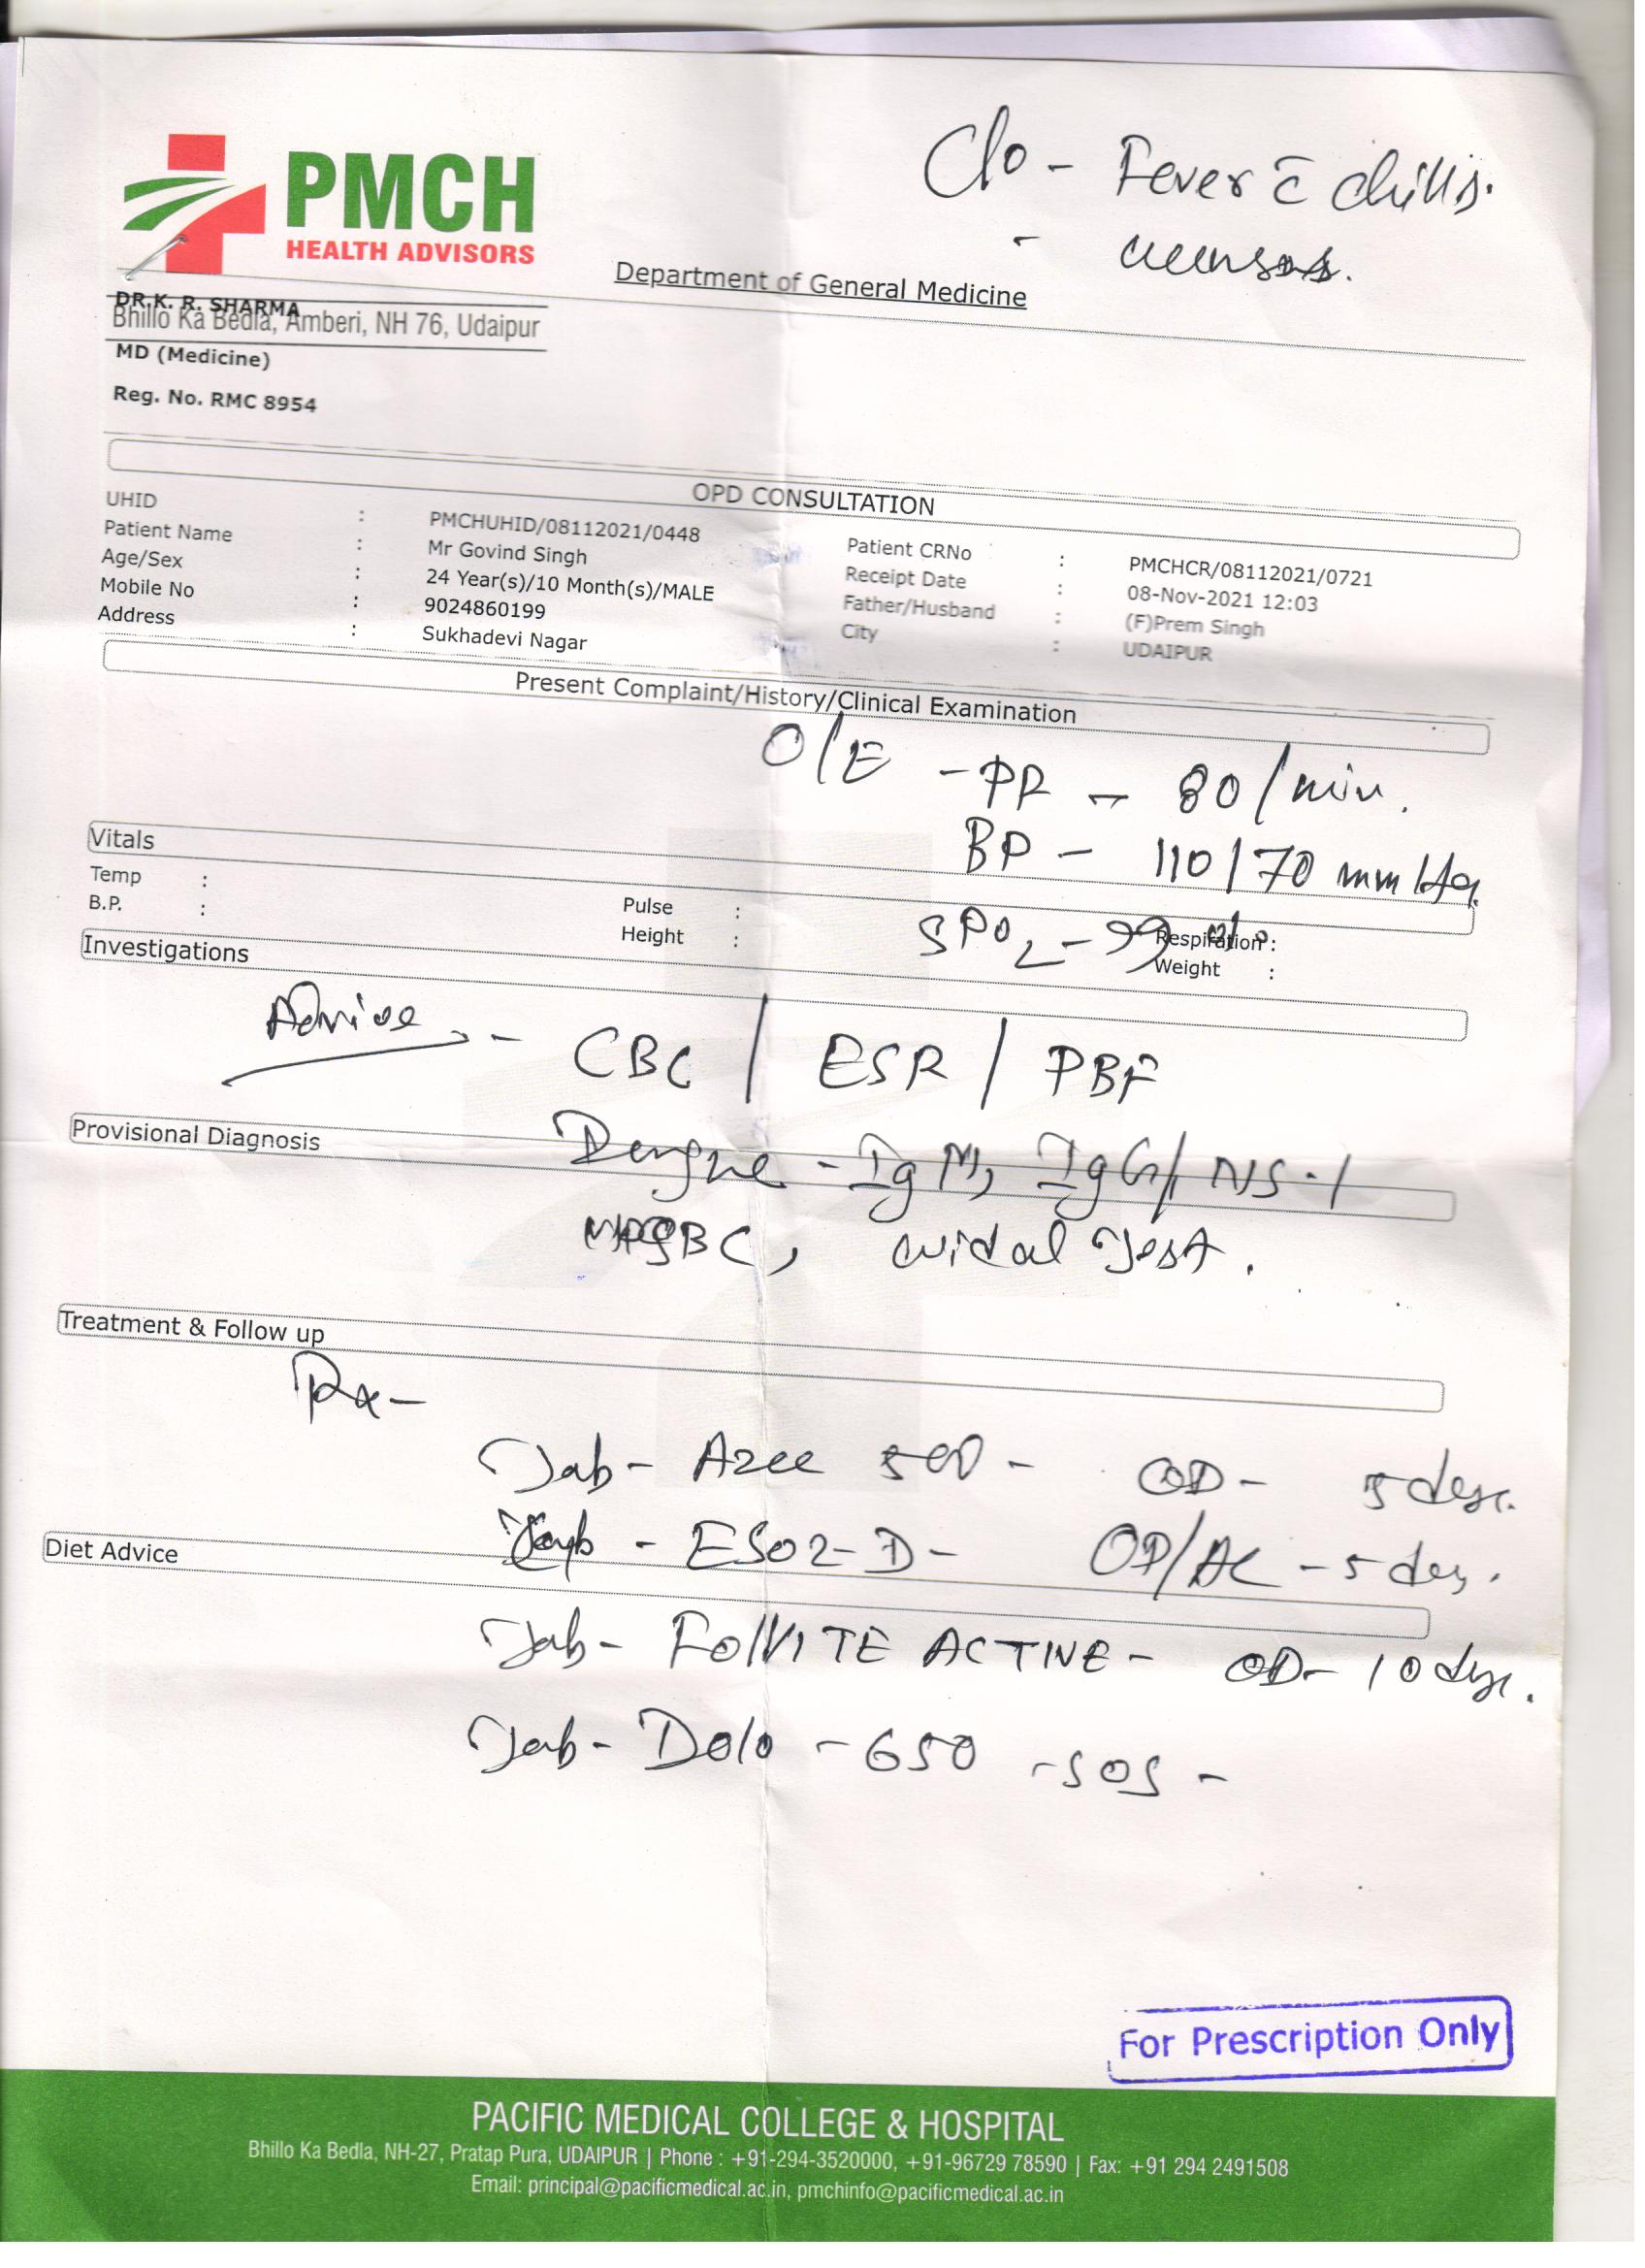 C/o - Fever c̄ chills.
-
PMCH
HEALTH ADVISORS
Department of General Medicine
DR.K. R. SHARMA
Bhillo Ka Bedla, Amberi, NH 76, Udaipur
MD (Medicine)
Reg. No. RMC 8954
OPD CONSULTATION
UHID : PMCHUHID/08112021/0448 Patient CRNo : PMCHCR/08112021/0721
Patient Name : Mr Govind Singh Receipt Date : 08-Nov-2021 12:03
Age/Sex : 24 Year(s)/10 Month(s)/MALE Father/Husband : (F)Prem Singh
Mobile No : 9024860199 City : UDAIPUR
Address : Sukhadevi Nagar
Present Complaint/History/Clinical Examination
O/E - PR - 80/min.
BP - 110/70 mmHg.
Vitals
SPO2 - 99 %
Temp : Pulse : Respiration :
B.P. : Height : Weight :
Investigations
Advise - CBC / ESR / PBF
Provisional Diagnosis
Dengue - IgM, IgG/ NS-1
widal Test.
Treatment & Follow up
Rx -
Tab - Azee 500 - OD - 5 days.
- ESOZ-D - OD/AC - 5 days.
Diet Advice
Tab - FOLVITE ACTIVE - OD - 10 days.
Tab - Dolo - 650 - SOS -
For Prescription Only
PACIFIC MEDICAL COLLEGE & HOSPITAL
Bhillo Ka Bedla, NH-27, Pratap Pura, UDAIPUR | Phone : +91-294-3520000, +91-96729 78590 | Fax: +91 294 2491508
Email: principal@pacificmedical.ac.in, pmchinfo@pacificmedical.ac.in